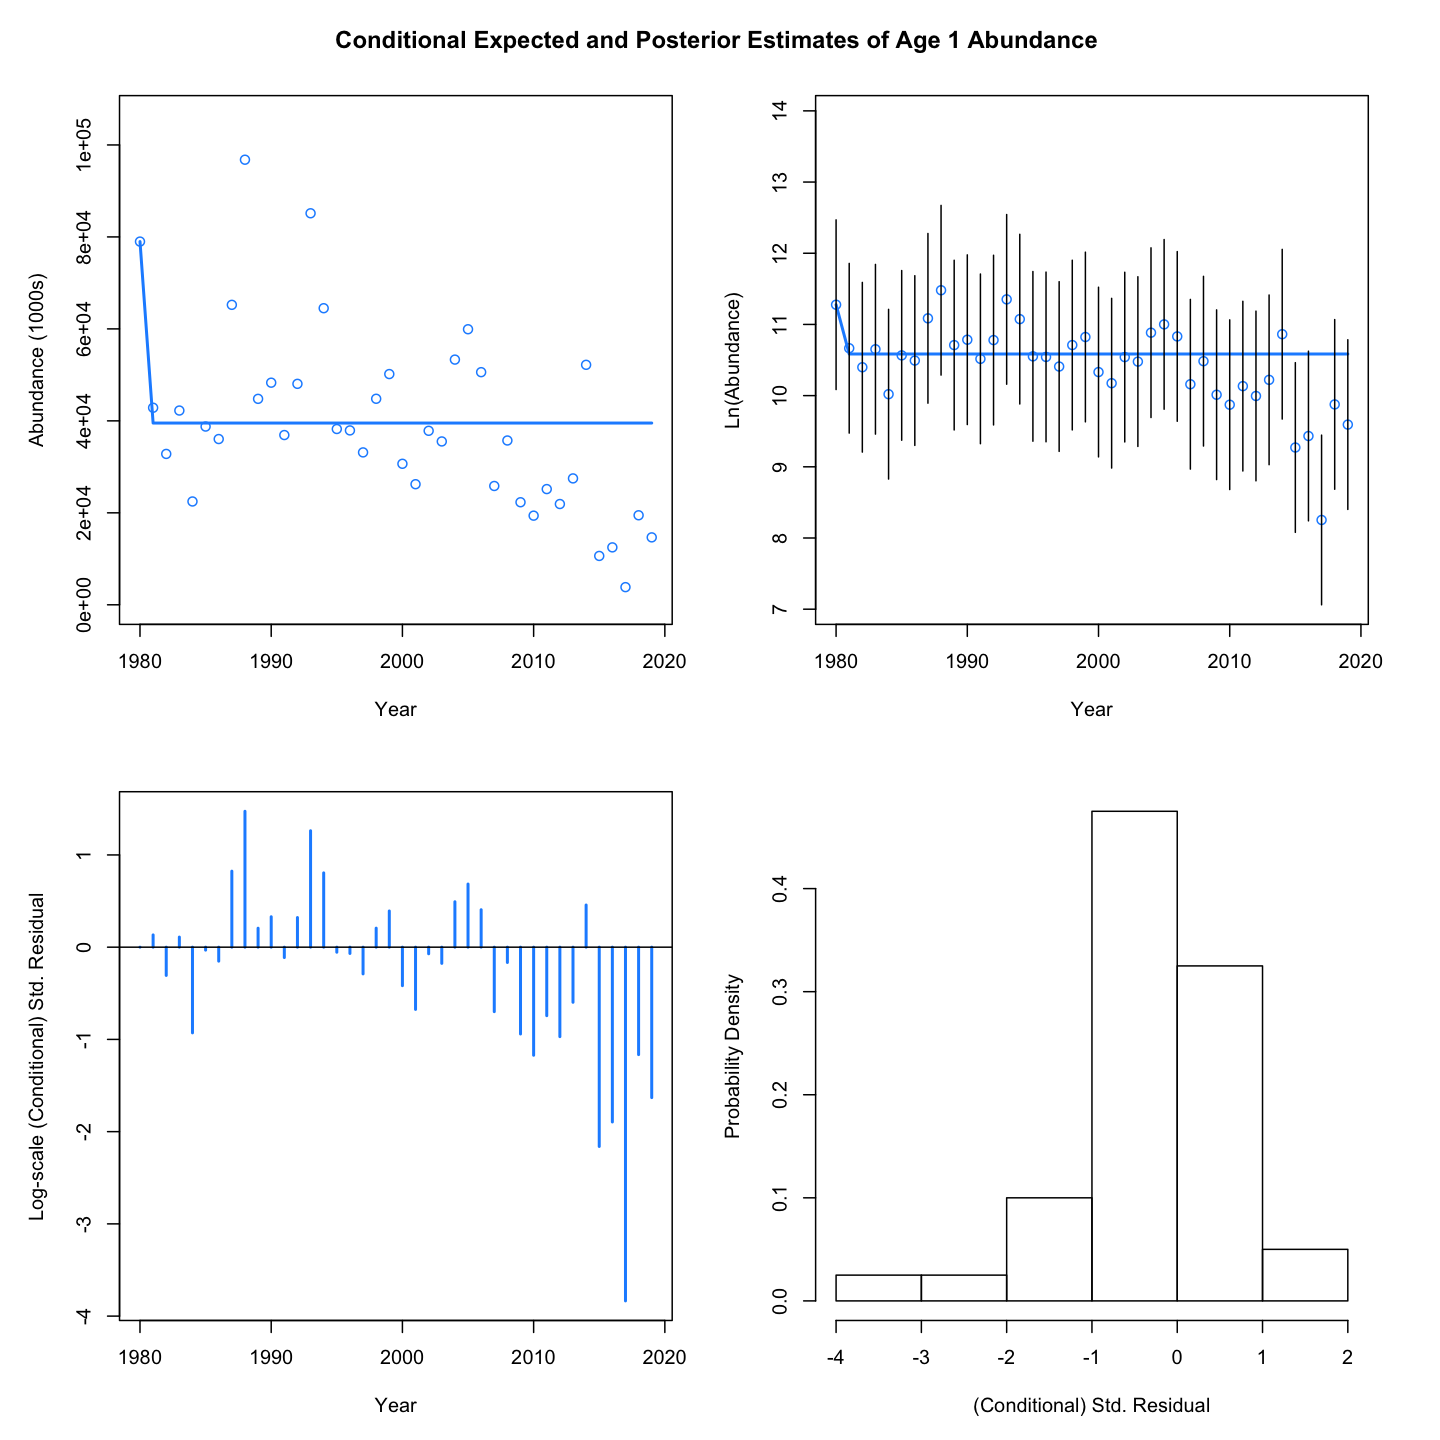 Conditional Expected and Posterior Estimates of Age 1 Abundance
Abundance (1000s)
1e+05
8e+04
6e+04
4e+04
2e+04
0e+00
1980 1990 2000 2010 2020
Year
Ln(Abundance)
14
13
12
11
10
9
8
7
1980 1990 2000 2010 2020
Year
Log-scale (Conditional) Std. Residual
1
0
-1
-2
-3
-4
1980 1990 2000 2010 2020
Year
Probability Density
0.4
0.3
0.2
0.1
0.0
-4 -3 -2 -1 0 1 2
(Conditional) Std. Residual